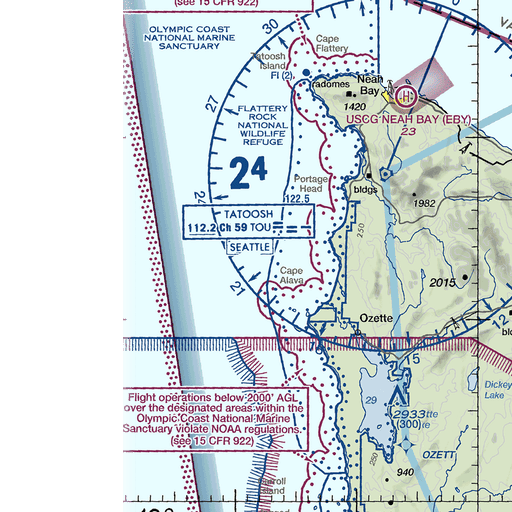 (see 15 CFR 922)
OLYMPIC COAST
NATIONAL MARINE
SANCTUARY
30
Cape
Flattery
Tatoosh
Island
Fl (2)
Neah
Bay
radomes
1420
USCG NEAH BAY (EBY)
23
27
FLATTERY
ROCK
NATIONAL
WILDLIFE
REFUGE
24
24
Portage
Head
bldgs
122.5
1982
250
TATOOSH
112.2 Ch 59 TOU
SEATTLE
21
Cape
Alava
2015
Ozette
15
Flight operations below 2000' AGL
over the designated areas within the
Olympic Coast National Marine
Sanctuary violate NOAA regulations.
(see 15 CFR 922)
29
2933
(300)
Dickey
Lake
OZETT
250
940